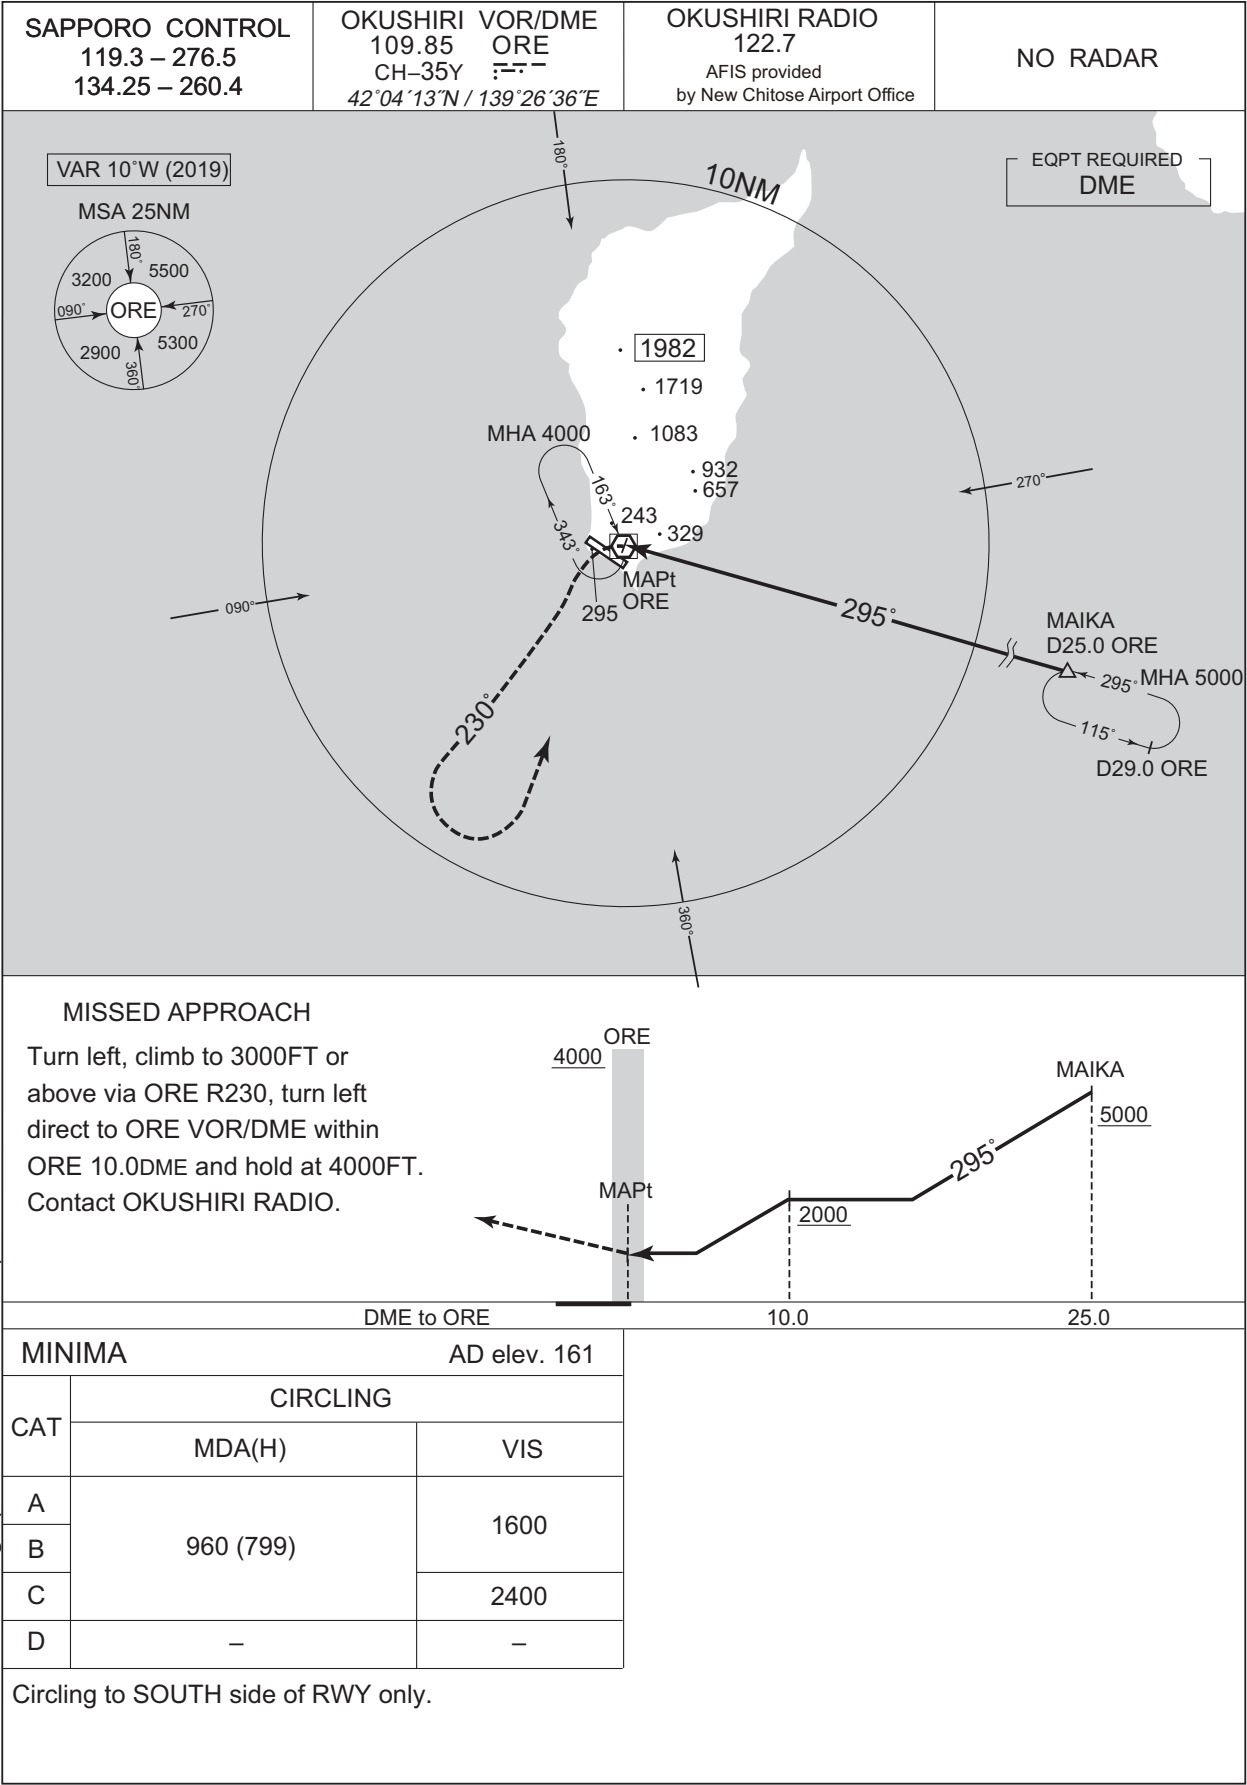 SAPPORO CONTROL
119.3 – 276.5
134.25 – 260.4
OKUSHIRI VOR/DME
109.85 ORE
CH–35Y
42°04´13˝N / 139°26´36˝E
OKUSHIRI RADIO
122.7
AFIS provided
by New Chitose Airport Office
NO RADAR
VAR 10°W (2019)
MSA 25NM
180°
3200
5500
090°
ORE
270°
2900
5300
360°
180°
10NM
EQPT REQUIRED
DME
1982
1719
MHA 4000
1083
932
657
163°
343°
243
329
270°
MAPt
ORE
295
090°
295°
MAIKA
D25.0 ORE
295°
MHA 5000
115°
D29.0 ORE
230°
360°
MISSED APPROACH
Turn left, climb to 3000FT or
above via ORE R230, turn left
direct to ORE VOR/DME within
ORE 10.0DME and hold at 4000FT.
Contact OKUSHIRI RADIO.
ORE
4000
MAIKA
5000
295°
MAPt
2000
DME to ORE
10.0
25.0
MINIMA
AD elev. 161
CAT
CIRCLING
MDA(H)
VIS
A
B
C
960 (799)
1600
2400
D
–
–
Circling to SOUTH side of RWY only.